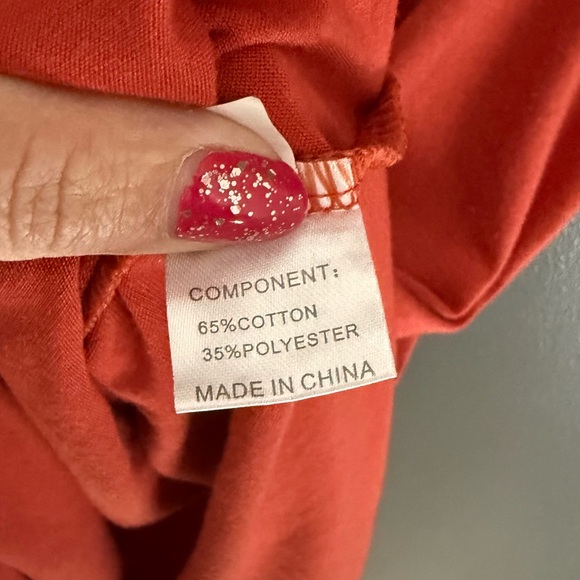 COMPONENT:
65%COTTON
35%POLYESTER
MADE IN CHINA